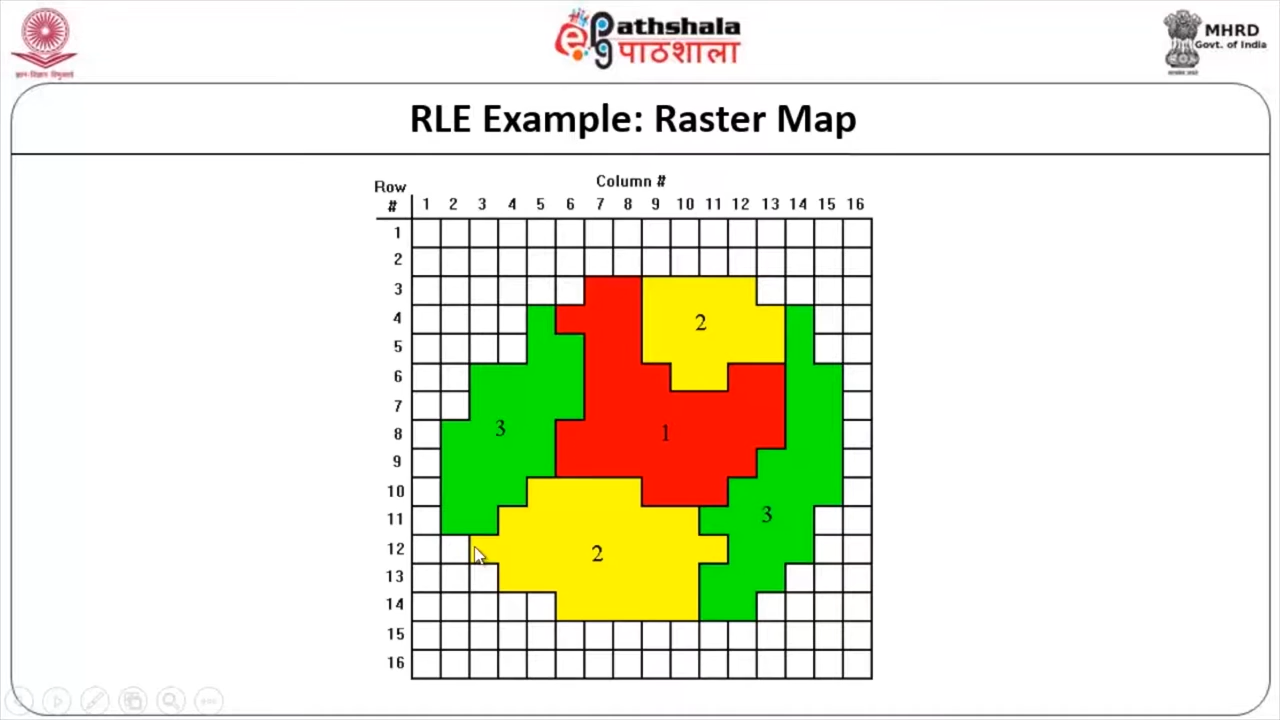 ePG pathshala
पाठशाला
MHRD
Govt. of India
RLE Example: Raster Map
Column #
Row
#
1 2 3 4 5 6 7 8 9 10 11 12 13 14 15 16
1
2
3
4
5
6
7
8
9
10
11
12
13
14
15
16
2
3
1
3
2